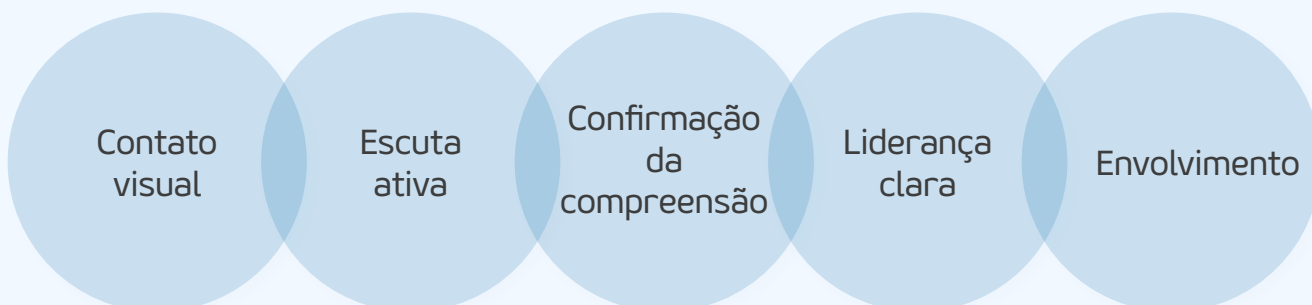 Contato
visual
Escuta
ativa
Confirmação
da
compreensão
Liderança
clara
Envolvimento